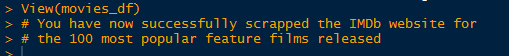 > View(movies_df)
> # You have now successfully scrapped the IMDb website for
> # the 100 most popular feature films released
>